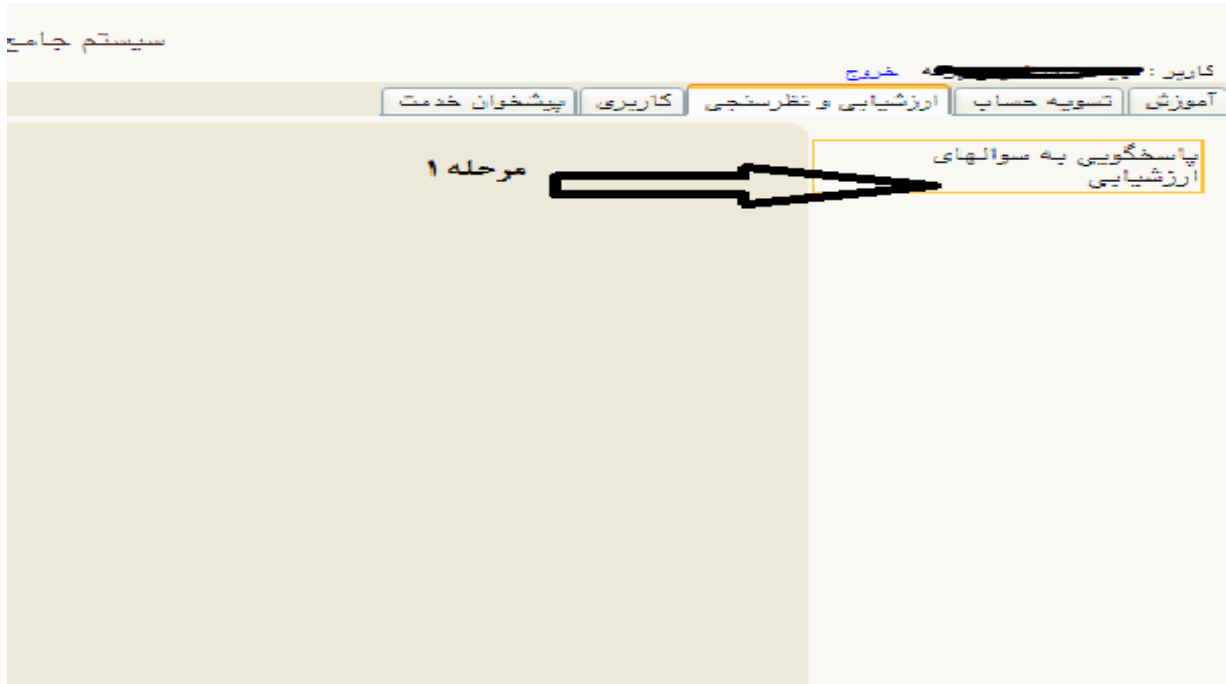 سیستم جامع
کاربر : خروج
آموزش تسویه حساب ارزشیابی و نظرسنجی کاربری پیشخوان خدمت
پاسخگویی به سوالهای
ارزشیابی
مرحله ۱